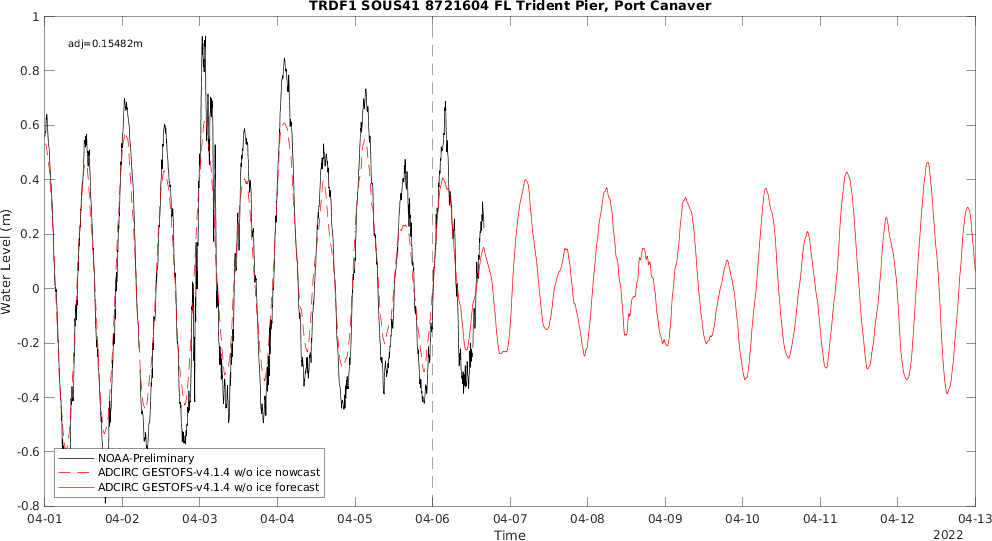 TRDF1 SOUS41 8721604 FL Trident Pier, Port Canaver
adj=0.15482m
1
0.8
0.6
0.4
0.2
0
-0.2
-0.4
-0.6
-0.8
Water Level (m)
NOAA-Preliminary
ADCIRC GESTOFS-v4.1.4 w/o ice nowcast
ADCIRC GESTOFS-v4.1.4 w/o ice forecast
04-01 04-02 04-03 04-04 04-05 04-06 04-07 04-08 04-09 04-10 04-11 04-12 04-13
Time
2022